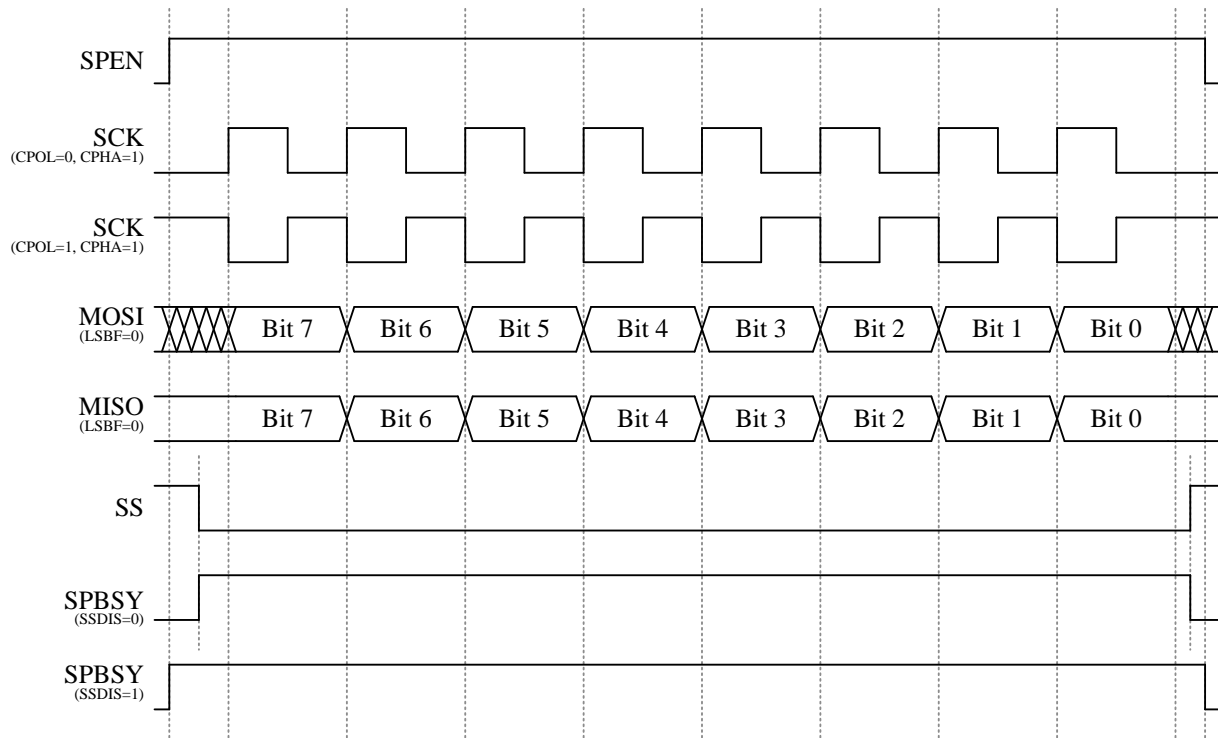 SPEN
SCK
(CPOL=0, CPHA=1)
SCK
(CPOL=1, CPHA=1)
MOSI
(LSBF=0)
Bit 7 Bit 6 Bit 5 Bit 4 Bit 3 Bit 2 Bit 1 Bit 0
MISO
(LSBF=0)
Bit 7 Bit 6 Bit 5 Bit 4 Bit 3 Bit 2 Bit 1 Bit 0
SS
SPBSY
(SSDIS=0)
SPBSY
(SSDIS=1)